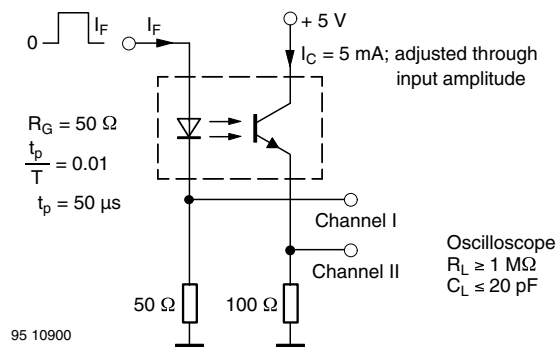 0
I_F
I_F
+ 5 V
I_C = 5 mA; adjusted through
input amplitude
R_G = 50 Ω
t_p
T
= 0.01
t_p = 50 µs
Channel I
Channel II
50 Ω
100 Ω
Oscilloscope
R_L ≥ 1 MΩ
C_L ≤ 20 pF
95 10900